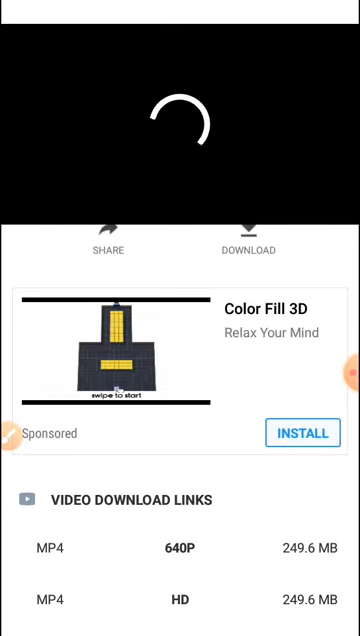 SHARE DOWNLOAD
Color Fill 3D
Relax Your Mind
swipe to start
Sponsored INSTALL
VIDEO DOWNLOAD LINKS
MP4 640P 249.6 MB
MP4 HD 249.6 MB